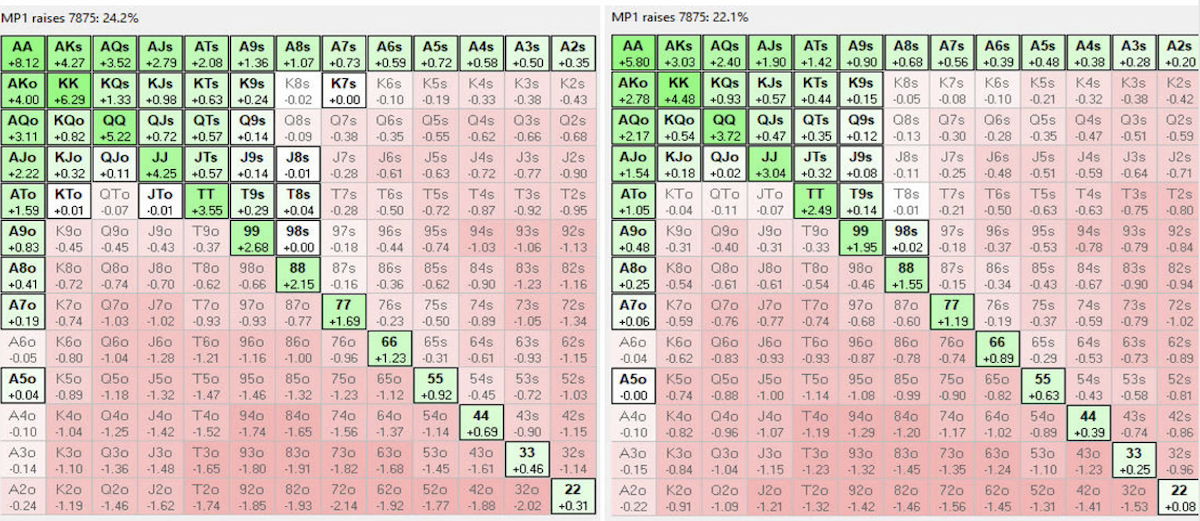 MP1 raises 7875: 24.2%
AA AKs AQs AJs ATs A9s A8s A7s A6s A5s A4s A3s A2s
+8.12 +4.27 +3.52 +2.79 +2.08 +1.36 +1.07 +0.73 +0.59 +0.72 +0.58 +0.50 +0.35
AKo KK KQs KJs KTs K9s K8s K7s K6s K5s K4s K3s K2s
+4.00 +6.29 +1.33 +0.98 +0.63 +0.24 -0.02 +0.00 -0.10 -0.19 -0.33 -0.38 -0.43
AQo KQo QQ QJs QTs Q9s Q8s Q7s Q6s Q5s Q4s Q3s Q2s
+3.11 +0.82 +5.22 +0.72 +0.57 +0.14 -0.09 -0.38 -0.35 -0.55 -0.62 -0.66 -0.68
AJo KJo QJo JJ JTs J9s J8s J7s J6s J5s J4s J3s J2s
+2.22 +0.32 +0.11 +4.25 +0.57 +0.14 -0.01 -0.28 -0.61 -0.63 -0.72 -0.77 -0.90
ATo KTo QTo JTo TT T9s T8s T7s T6s T5s T4s T3s T2s
+1.59 +0.01 -0.07 -0.01 +3.55 +0.29 +0.04 -0.28 -0.50 -0.72 -0.87 -0.92 -0.95
A9o K9o Q9o J9o T9o 99 98s 97s 96s 95s 94s 93s 92s
+0.83 -0.45 -0.45 -0.43 -0.37 +2.68 +0.00 -0.18 -0.44 -0.74 -1.03 -1.06 -1.13
A8o K8o Q8o J8o T8o 98o 88 87s 86s 85s 84s 83s 82s
+0.41 -0.72 -0.74 -0.70 -0.62 -0.66 +2.15 -0.16 -0.36 -0.62 -0.90 -1.23 -1.16
A7o K7o Q7o J7o T7o 97o 87o 77 76s 75s 74s 73s 72s
+0.19 -0.74 -1.03 -1.02 -0.93 -0.93 -0.77 +1.69 -0.23 -0.50 -0.89 -1.05 -1.34
A6o K6o Q6o J6o T6o 96o 86o 76o 66 65s 64s 63s 62s
-0.05 -0.80 -1.04 -1.28 -1.21 -1.16 -1.00 -0.96 +1.23 -0.31 -0.61 -0.93 -1.15
A5o K5o Q5o J5o T5o 95o 85o 75o 65o 55 54s 53s 52s
+0.04 -0.89 -1.18 -1.32 -1.47 -1.46 -1.32 -1.23 -1.12 +0.92 -0.45 -0.72 -1.03
A4o K4o Q4o J4o T4o 94o 84o 74o 64o 54o 44 43s 42s
-0.10 -1.04 -1.25 -1.42 -1.52 -1.74 -1.65 -1.56 -1.37 -1.14 +0.69 -0.90 -1.15
A3o K3o Q3o J3o T3o 93o 83o 73o 63o 53o 43o 33 32s
-0.14 -1.10 -1.36 -1.48 -1.65 -1.80 -1.91 -1.82 -1.68 -1.45 -1.61 +0.46 -1.14
A2o K2o Q2o J2o T2o 92o 82o 72o 62o 52o 42o 32o 22
-0.24 -1.19 -1.46 -1.62 -1.74 -1.85 -1.93 -2.14 -1.92 -1.77 -1.88 -2.02 +0.31
MP1 raises 7875: 22.1%
AA AKs AQs AJs ATs A9s A8s A7s A6s A5s A4s A3s A2s
+5.80 +3.03 +2.40 +1.90 +1.42 +0.90 +0.68 +0.56 +0.39 +0.48 +0.38 +0.28 +0.20
AKo KK KQs KJs KTs K9s K8s K7s K6s K5s K4s K3s K2s
+2.78 +4.48 +0.93 +0.57 +0.44 +0.15 -0.05 -0.08 -0.10 -0.21 -0.32 -0.38 -0.42
AQo KQo QQ QJs QTs Q9s Q8s Q7s Q6s Q5s Q4s Q3s Q2s
+2.17 +0.54 +3.72 +0.47 +0.35 +0.12 -0.13 -0.30 -0.28 -0.35 -0.47 -0.51 -0.59
AJo KJo QJo JJ JTs J9s J8s J7s J6s J5s J4s J3s J2s
+1.54 +0.18 +0.02 +3.04 +0.32 +0.08 -0.11 -0.25 -0.48 -0.51 -0.59 -0.64 -0.71
ATo KTo QTo JTo TT T9s T8s T7s T6s T5s T4s T3s T2s
+1.05 -0.04 -0.11 -0.07 +2.49 +0.14 -0.01 -0.21 -0.50 -0.63 -0.63 -0.75 -0.80
A9o K9o Q9o J9o T9o 99 98s 97s 96s 95s 94s 93s 92s
+0.48 -0.31 -0.40 -0.31 -0.33 +1.95 +0.02 -0.18 -0.37 -0.53 -0.78 -0.79 -0.84
A8o K8o Q8o J8o T8o 98o 88 87s 86s 85s 84s 83s 82s
+0.25 -0.54 -0.61 -0.61 -0.54 -0.46 +1.55 -0.15 -0.34 -0.43 -0.67 -0.90 -0.94
A7o K7o Q7o J7o T7o 97o 87o 77 76s 75s 74s 73s 72s
+0.06 -0.59 -0.76 -0.77 -0.74 -0.68 -0.60 +1.19 -0.19 -0.37 -0.59 -0.79 -1.02
A6o K6o Q6o J6o T6o 96o 86o 76o 66 65s 64s 63s 62s
-0.04 -0.62 -0.83 -0.93 -0.93 -0.87 -0.78 -0.74 +0.89 -0.29 -0.53 -0.73 -0.89
A5o K5o Q5o J5o T5o 95o 85o 75o 65o 55 54s 53s 52s
-0.00 -0.74 -0.88 -1.00 -1.14 -1.08 -0.99 -0.90 -0.82 +0.63 -0.43 -0.58 -0.81
A4o K4o Q4o J4o T4o 94o 84o 74o 64o 54o 44 43s 42s
-0.10 -0.82 -0.96 -1.07 -1.19 -1.29 -1.20 -1.17 -1.02 -0.89 +0.39 -0.74 -0.86
A3o K3o Q3o J3o T3o 93o 83o 73o 63o 53o 43o 33 32s
-0.15 -0.84 -1.04 -1.15 -1.23 -1.32 -1.45 -1.35 -1.24 -1.10 -1.23 +0.25 -0.96
A2o K2o Q2o J2o T2o 92o 82o 72o 62o 52o 42o 32o 22
-0.22 -0.91 -1.09 -1.21 -1.32 -1.42 -1.46 -1.56 -1.45 -1.31 -1.41 -1.53 +0.08